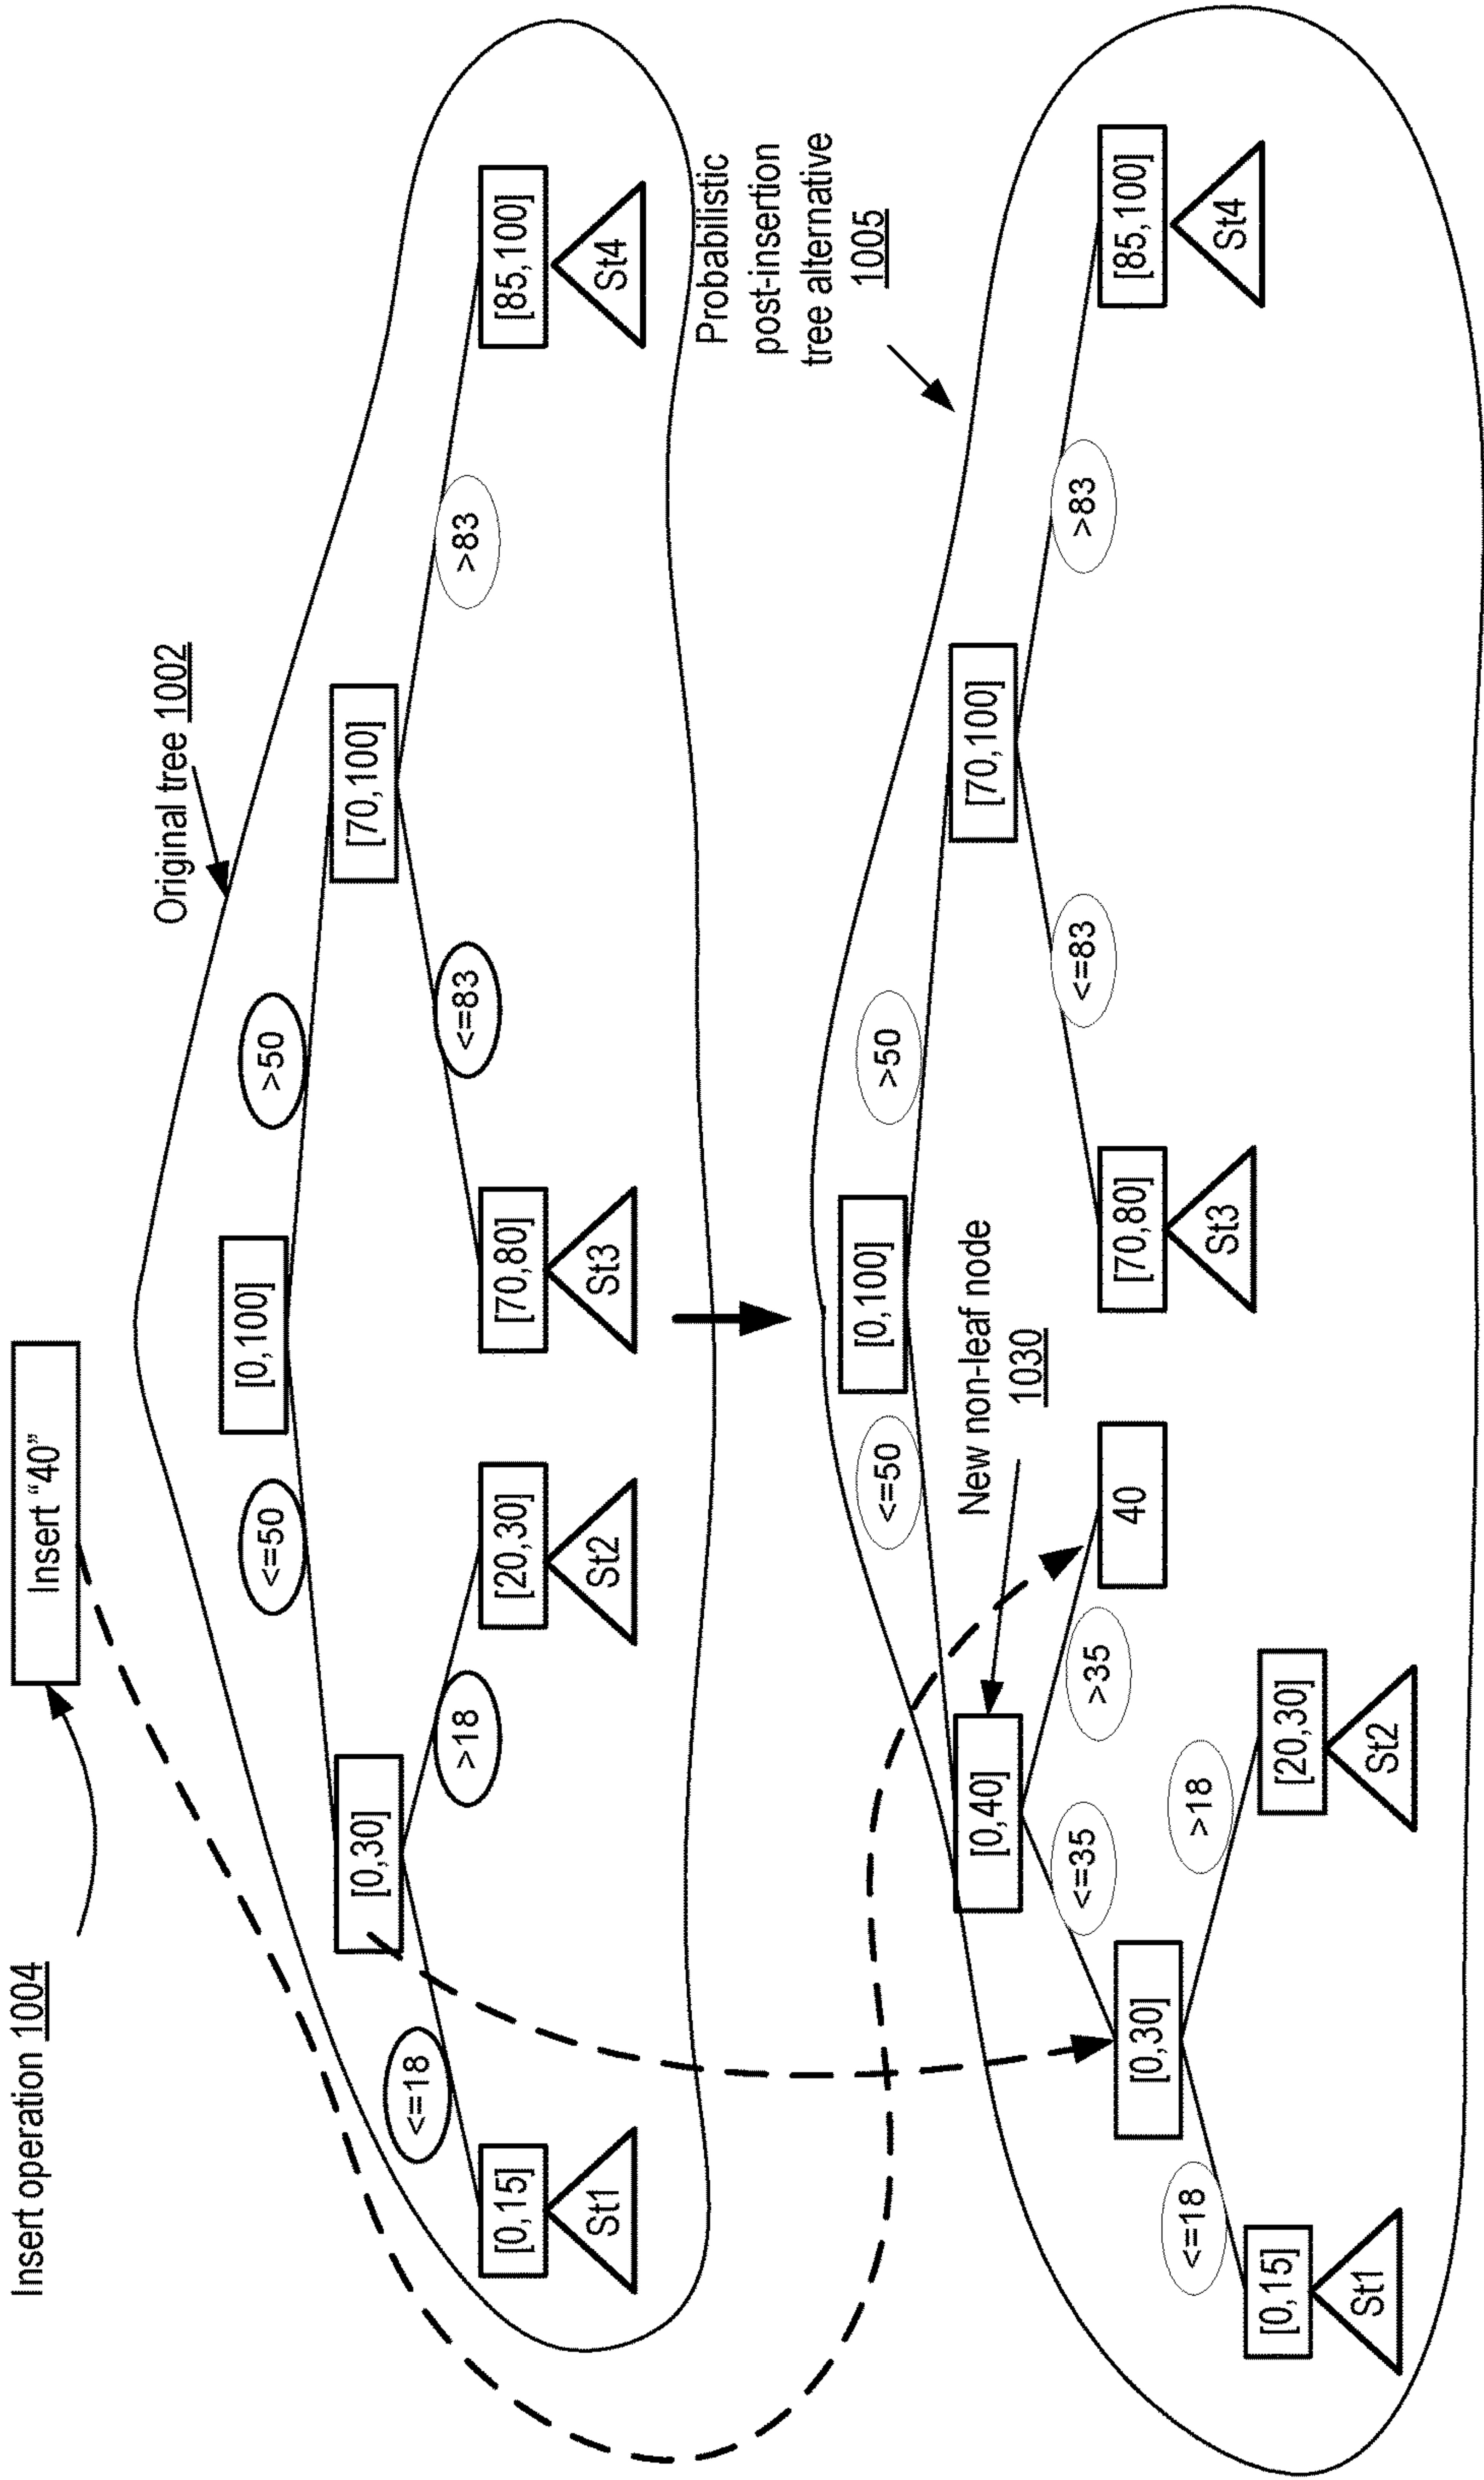 Insert operation 1004
Insert “40”
Original tree 1002
[0,100]
<=50
>50
[0,30]
[70,100]
<=18
>18
<=83
>83
[0,15]
[20,30]
[70,80]
[85,100]
St1
St2
St3
St4
Probabilistic
post-insertion
tree alternative
1005
[0,100]
<=50
>50
New non-leaf node
1030
[0,40]
[70,100]
<=35
>35
<=83
>83
[0,30]
40
[70,80]
[85,100]
St3
St4
<=18
>18
[0,15]
[20,30]
St1
St2